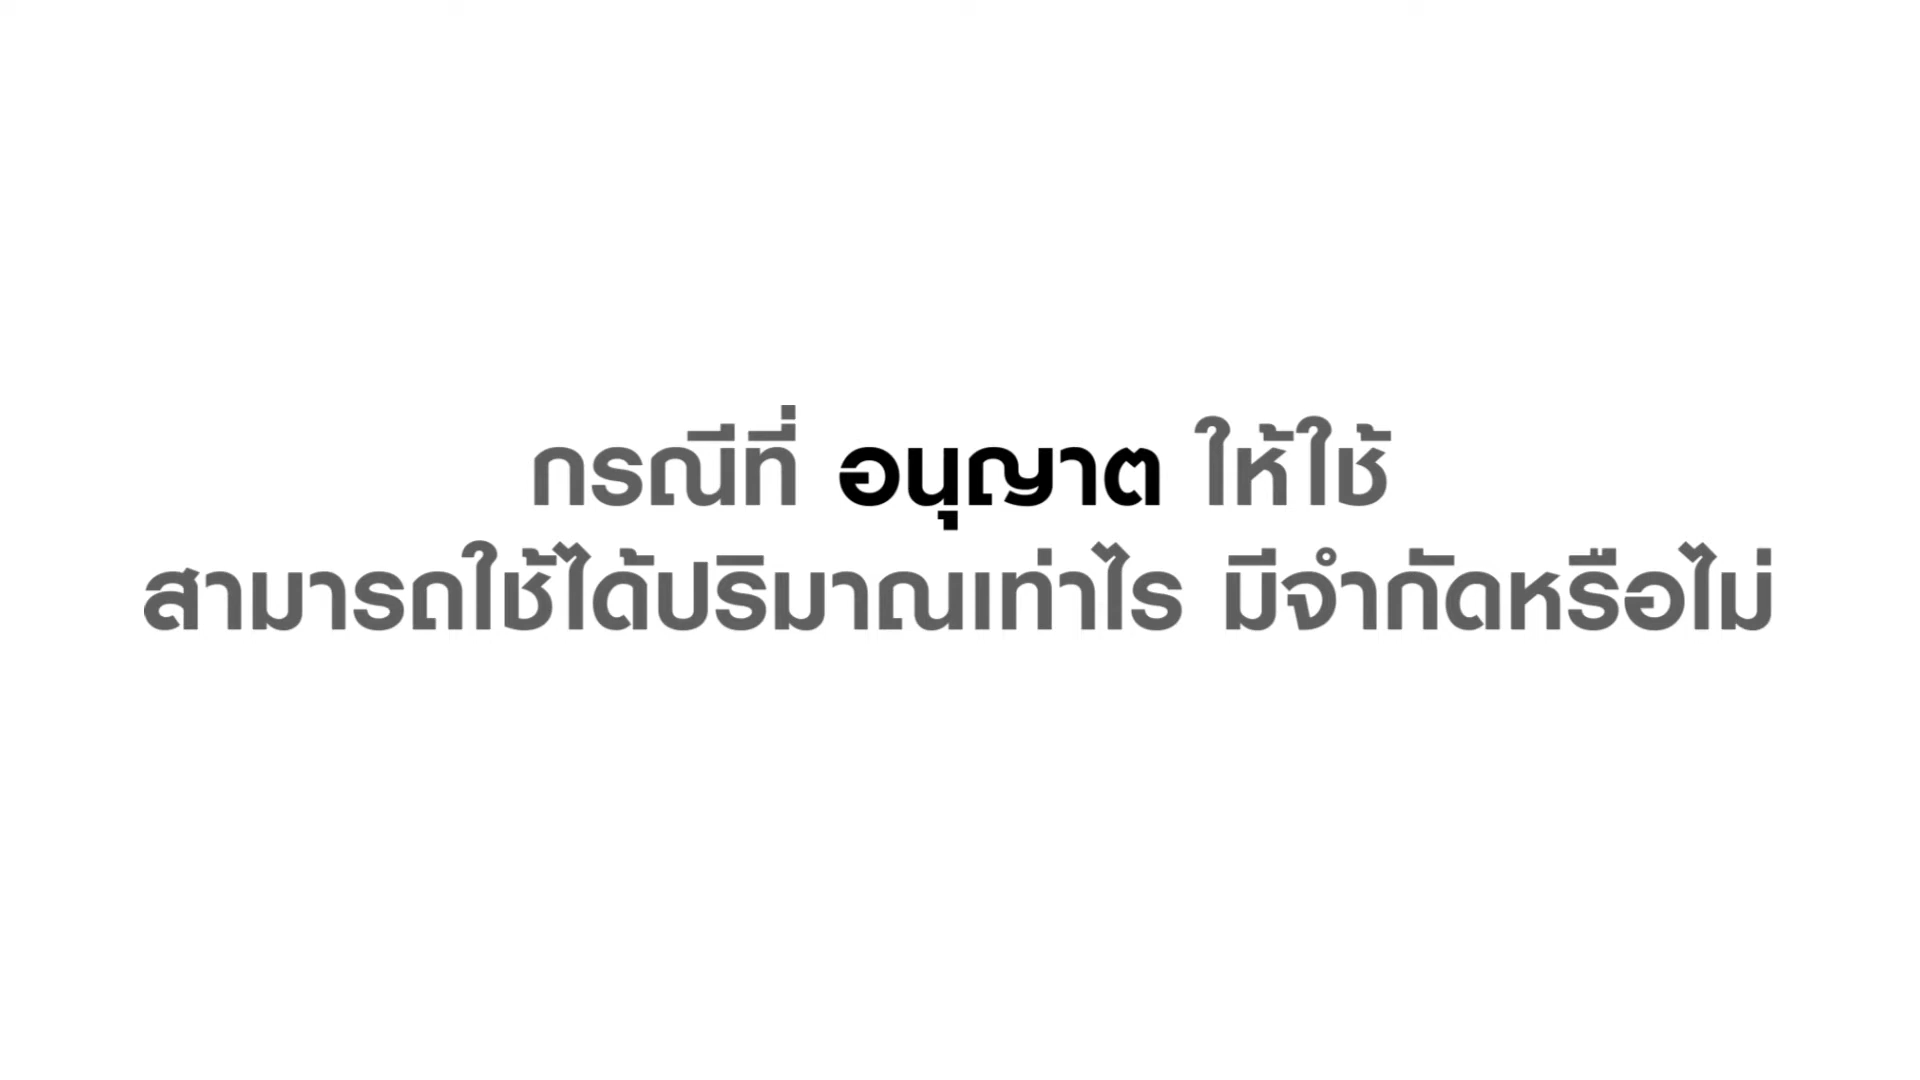 กรณีที่ อนุญาต ให้ใช้
สามารถใช้ได้ปริมาณเท่าไร มีจำกัดหรือไม่